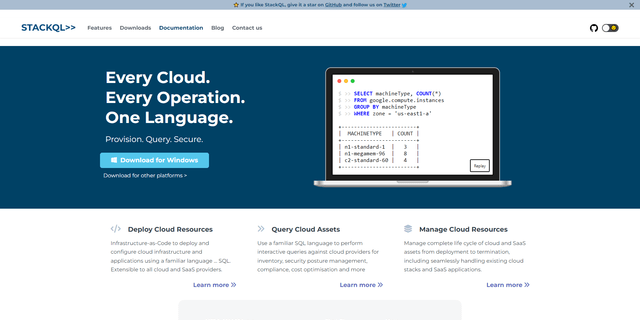 ⭐ If you like StackQL, give it a star on GitHub and follow us on Twitter
STACKQL>>
Features
Downloads
Documentation
Blog
Contact us
Every Cloud.
Every Operation.
One Language.
Provision. Query. Secure.
Download for Windows
Download for other platforms >
1 >> SELECT machineType, COUNT(*)
2 >> FROM google.compute.instances
3 >> GROUP BY machineType
4 >> WHERE zone = 'us-east1-a'
+-----------------------+
| MACHINETYPE | COUNT |
+-----------------------+
| n1-standard-1 | 3 |
| n1-megamem-96 | 8 |
| c2-standard-60 | 4 |
+-----------------------+
Replay
Deploy Cloud Resources
Infrastructure-as-Code to deploy and
configure cloud infrastructure and
applications using a familiar language ... SQL.
Extensible to all cloud and SaaS providers.
Learn more >>
Query Cloud Assets
Use a familiar SQL language to perform
interactive queries against cloud providers for
inventory, security posture management,
compliance, cost optimisation and more
Learn more >>
Manage Cloud Resources
Manage complete life cycle of cloud and SaaS
assets from deployment to termination,
including seamlessly handling existing cloud
stacks and SaaS applications.
Learn more >>